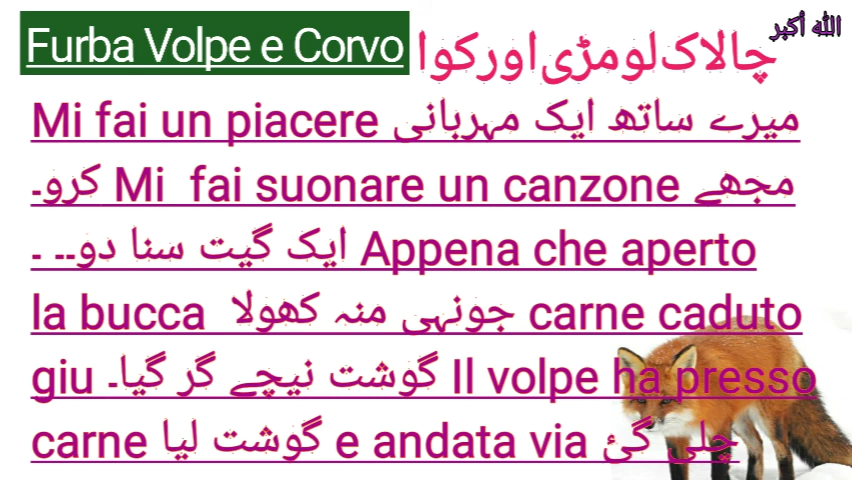 Furba Volpe e Corvo چالاک لومڑی اور کوا الله أكبر
Mi fai un piacere میرے ساتھ ایک مہربانی
کرو۔ Mi fai suonare un canzone مجھے
ایک گیت سنا دو۔۔ ۔ Appena che aperto
la bucca جونہی منہ کھولا carne caduto
giu گوشت نیچے گر گیا۔ Il volpe ha presso
carne گوشت لیا e andata via چلی گئ